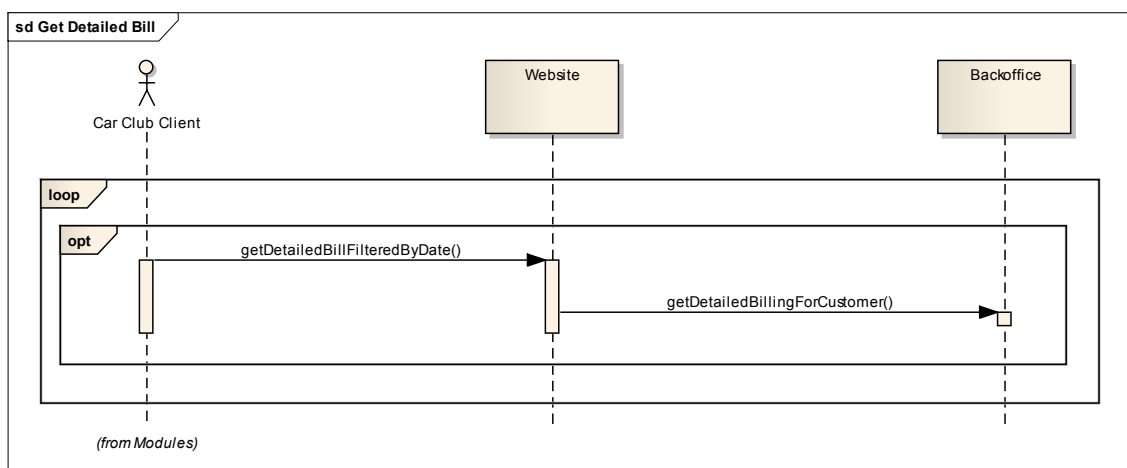 sd Get Detailed Bill
Car Club Client
Website
Backoffice
loop
opt
getDetailedBillFilteredByDate()
getDetailedBillingForCustomer()
(from Modules)